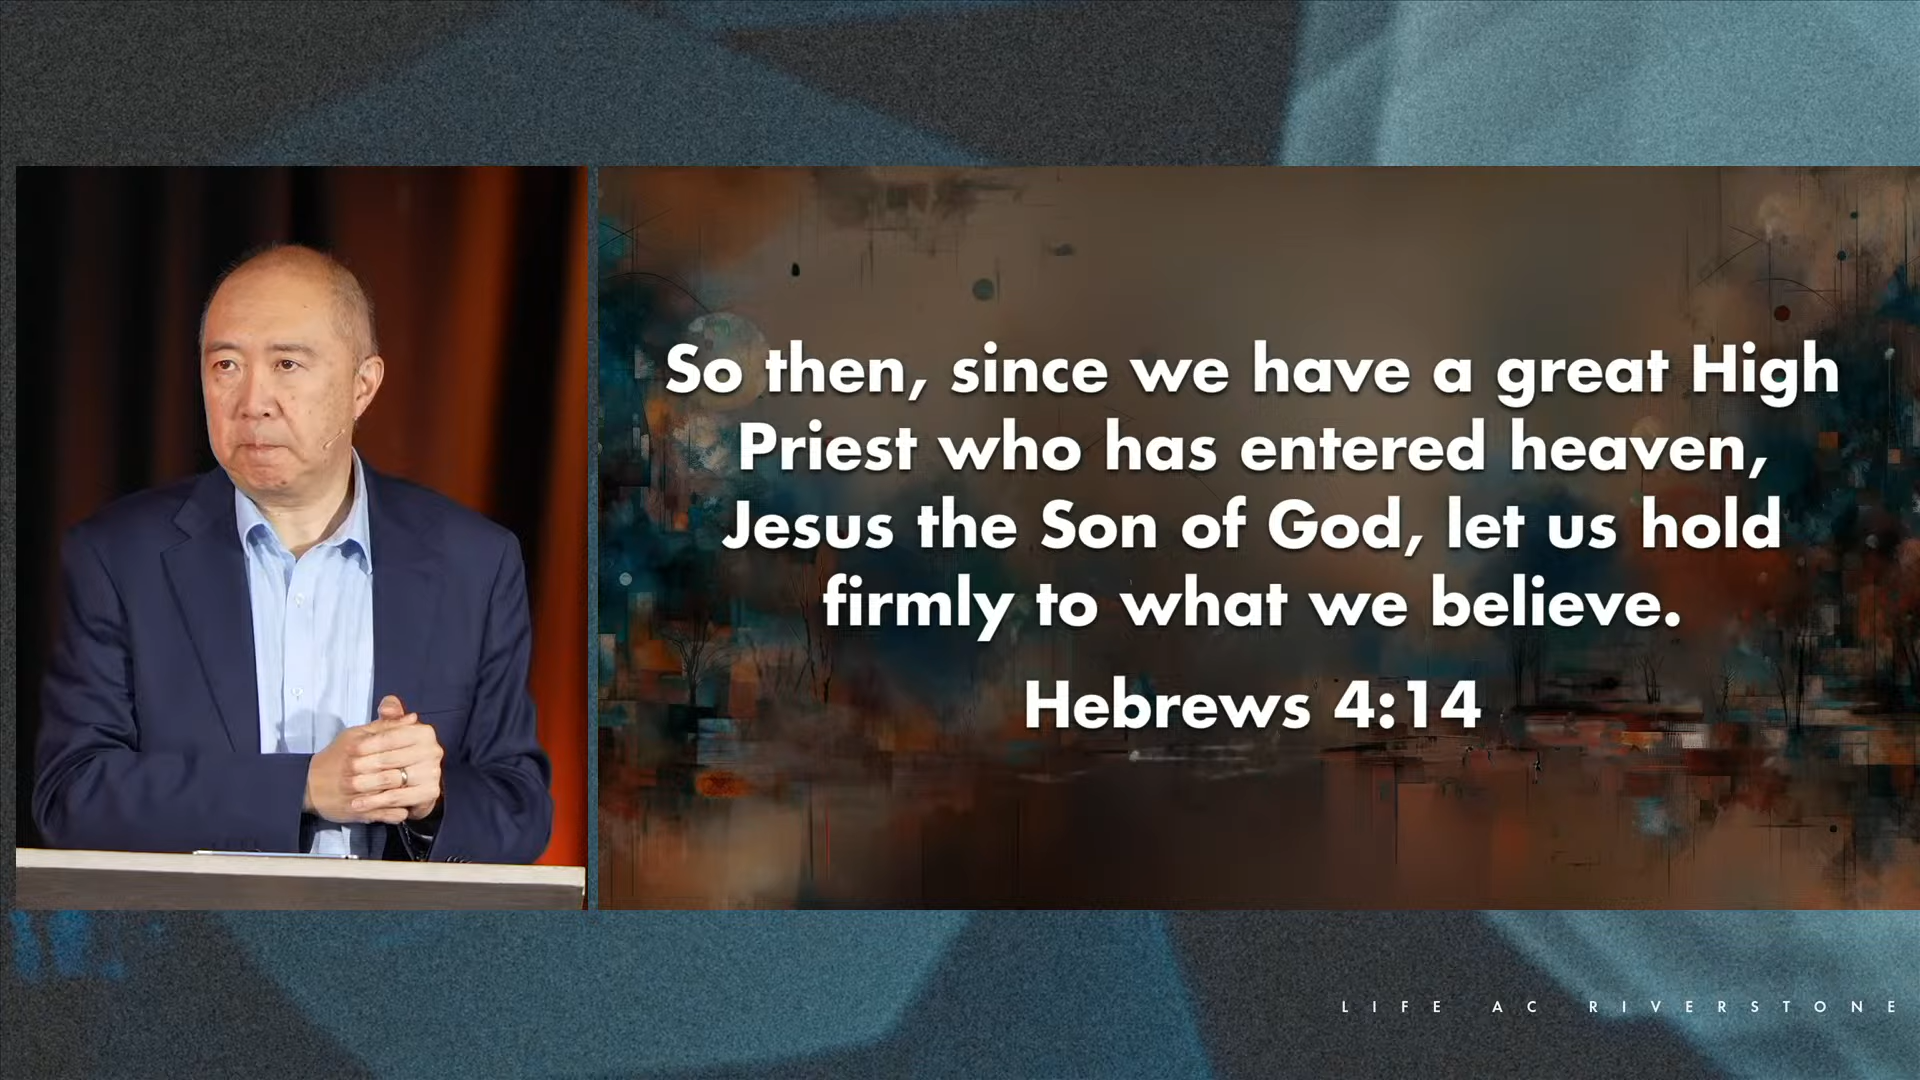 So then, since we have a great High
Priest who has entered heaven,
Jesus the Son of God, let us hold
firmly to what we believe.
Hebrews 4:14
LIFE AC RIVERSTONE